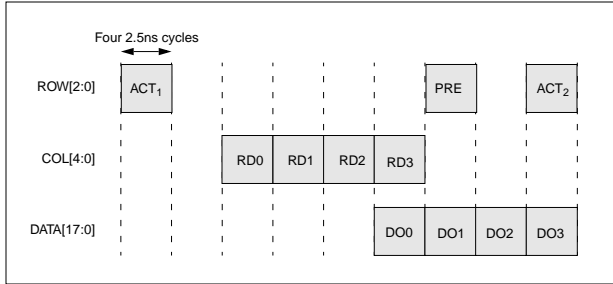 Four 2.5ns cycles
ROW[2:0] ACT₁ PRE ACT₂
COL[4:0] RD0 RD1 RD2 RD3
DATA[17:0] DO0 DO1 DO2 DO3